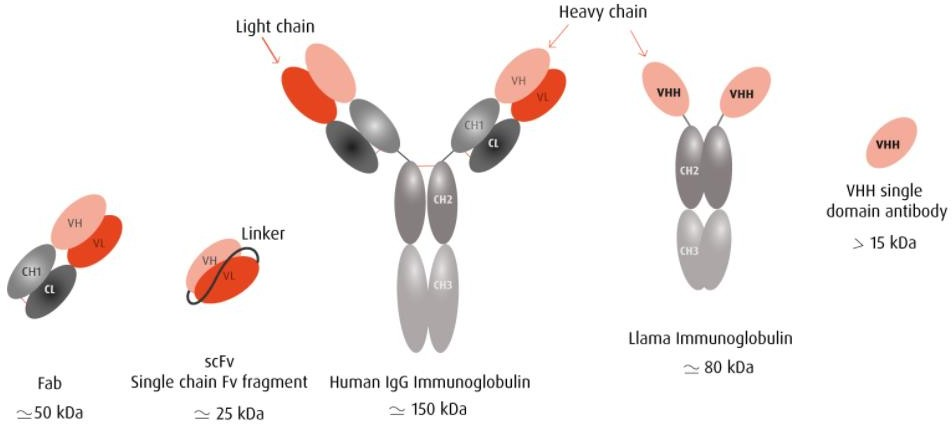 Light chain
Heavy chain
VH
VL
CH1
CL
CH2
CH3
VHH
VHH
CH2
CH3
VHH
VHH single
domain antibody
> 15 kDa
VH
VL
CH1
CL
Linker
VH
VL
Fab
≃50 kDa
scFv
Single chain Fv fragment
≃ 25 kDa
Human IgG Immunoglobulin
≃ 150 kDa
Llama Immunoglobulin
≃ 80 kDa